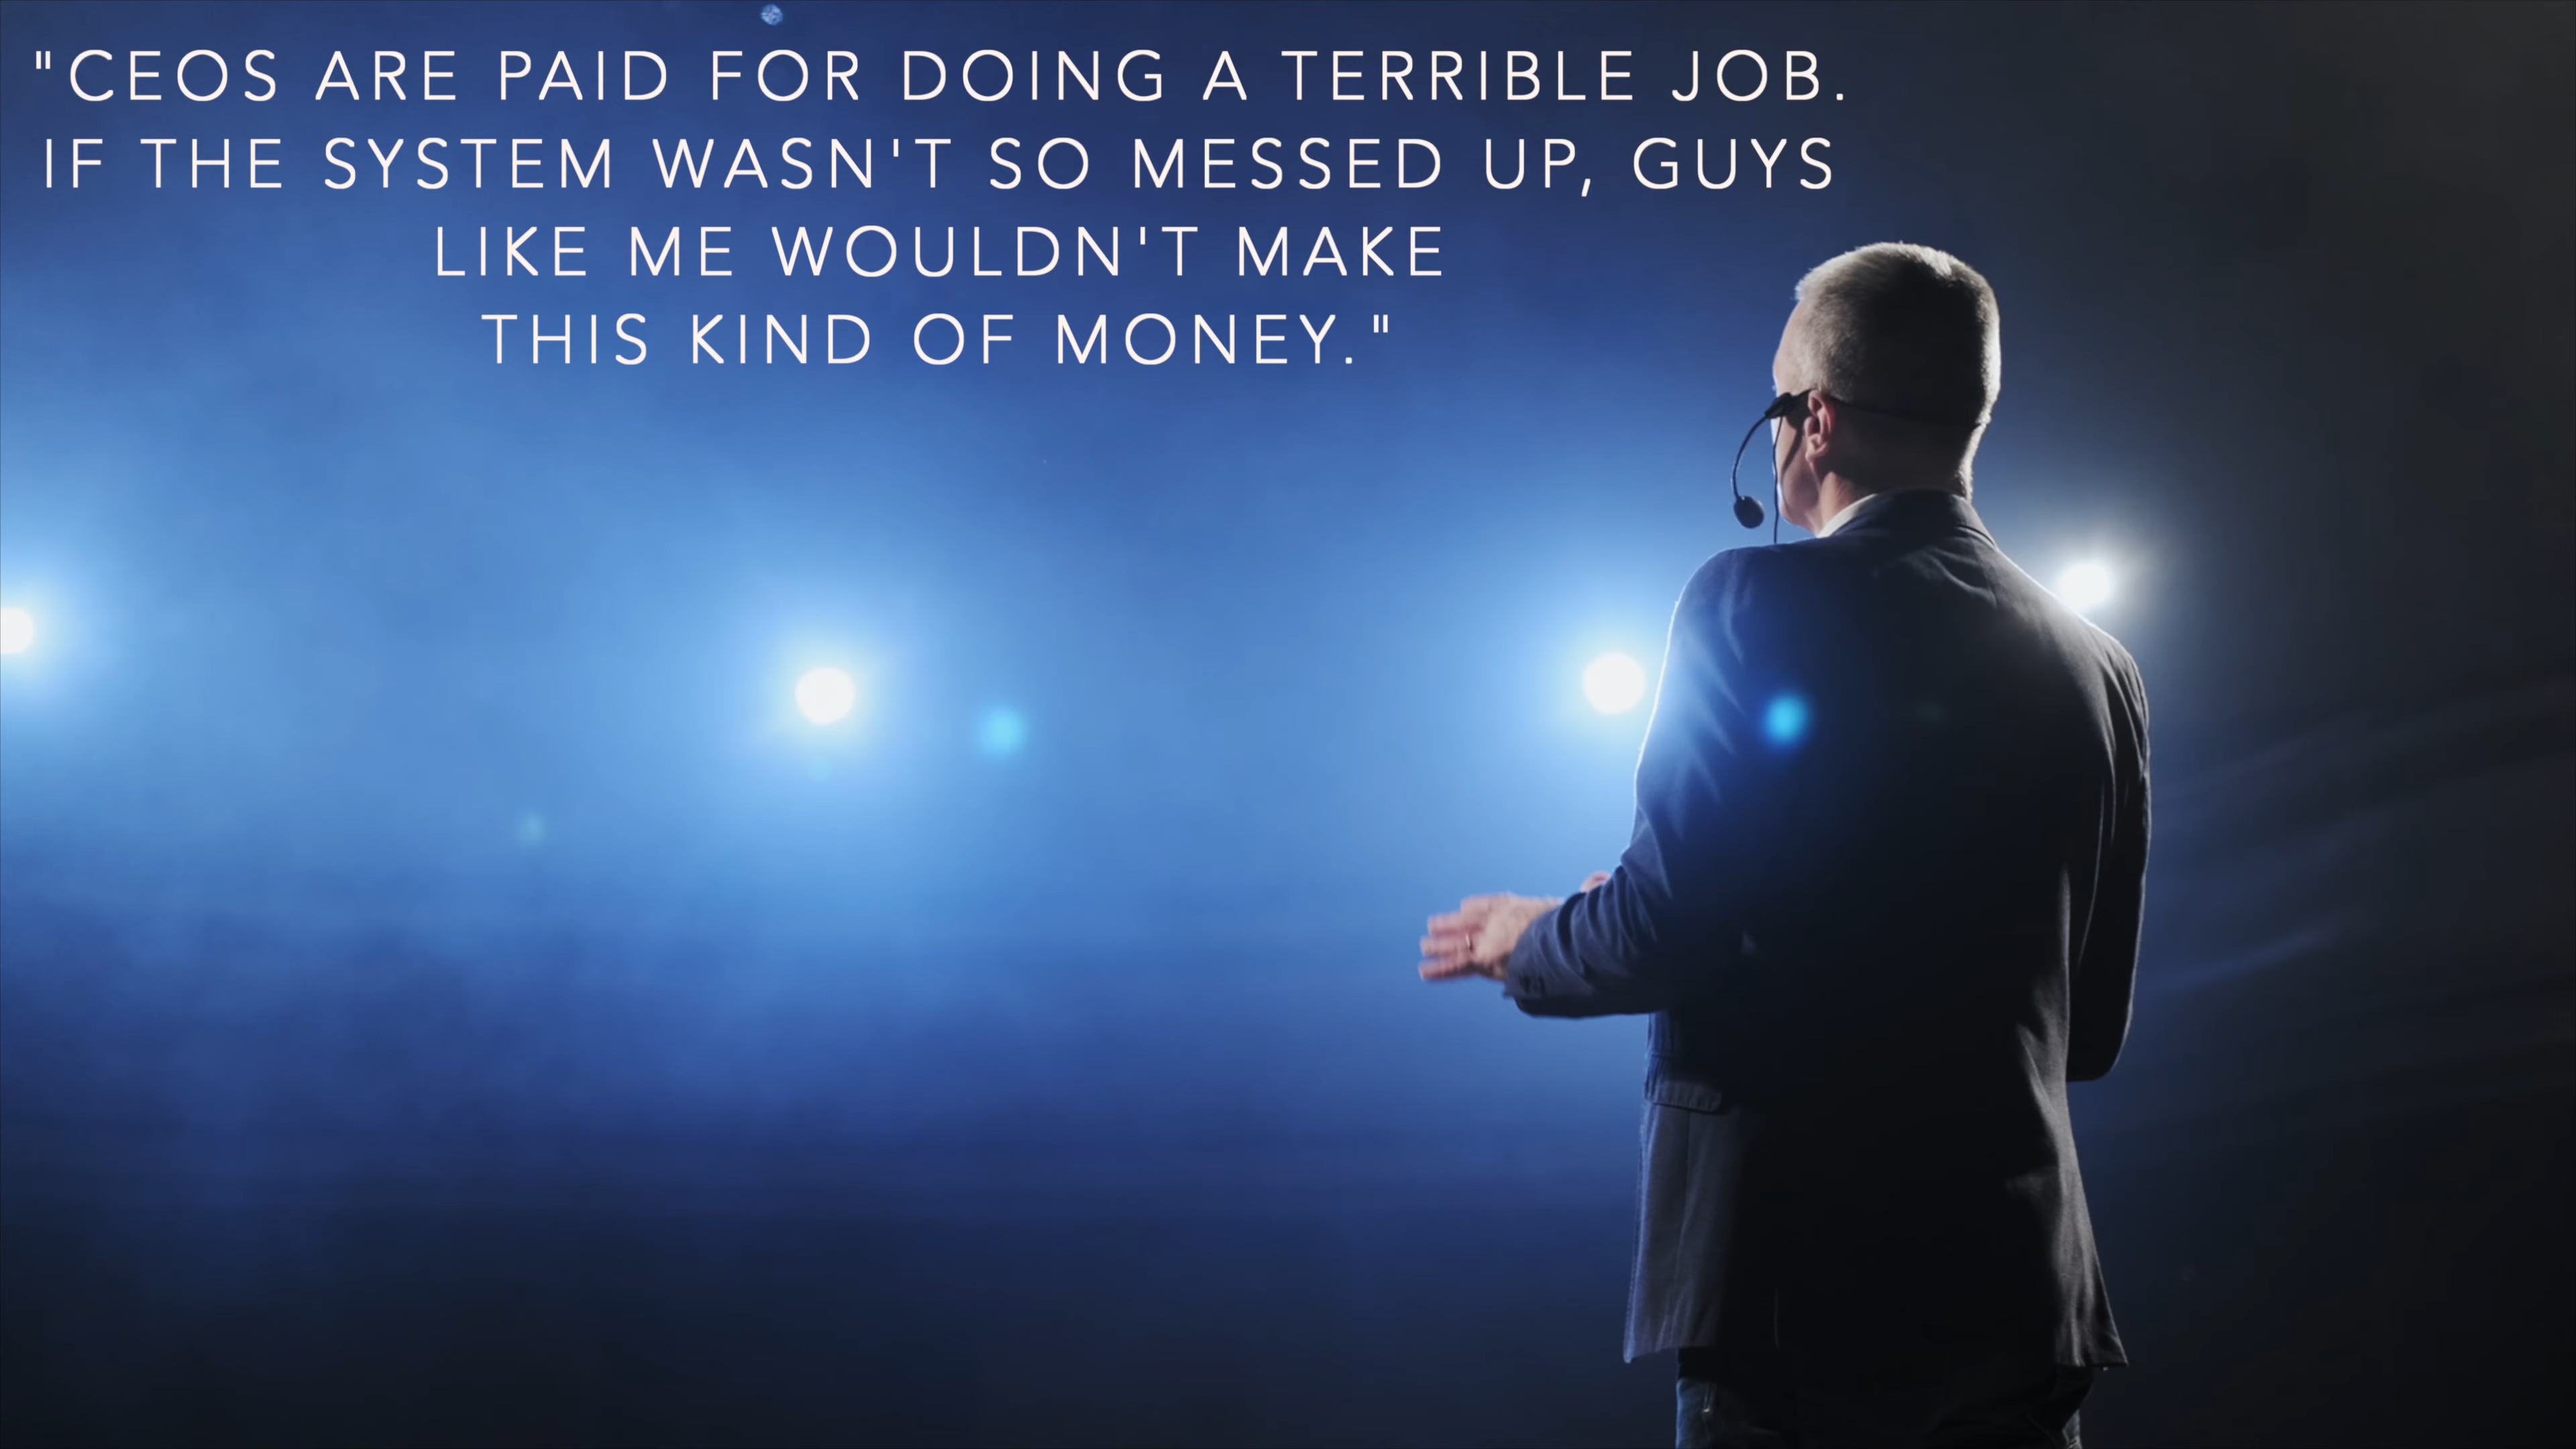 "CEOS ARE PAID FOR DOING A TERRIBLE JOB.
IF THE SYSTEM WASN'T SO MESSED UP, GUYS
LIKE ME WOULDN'T MAKE
THIS KIND OF MONEY."